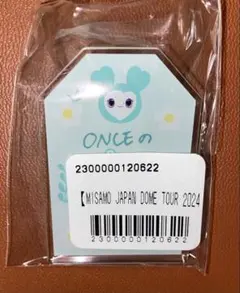 ONCEの
2300000120622
【MISAMO JAPAN DOME TOUR 2024
2300000120622